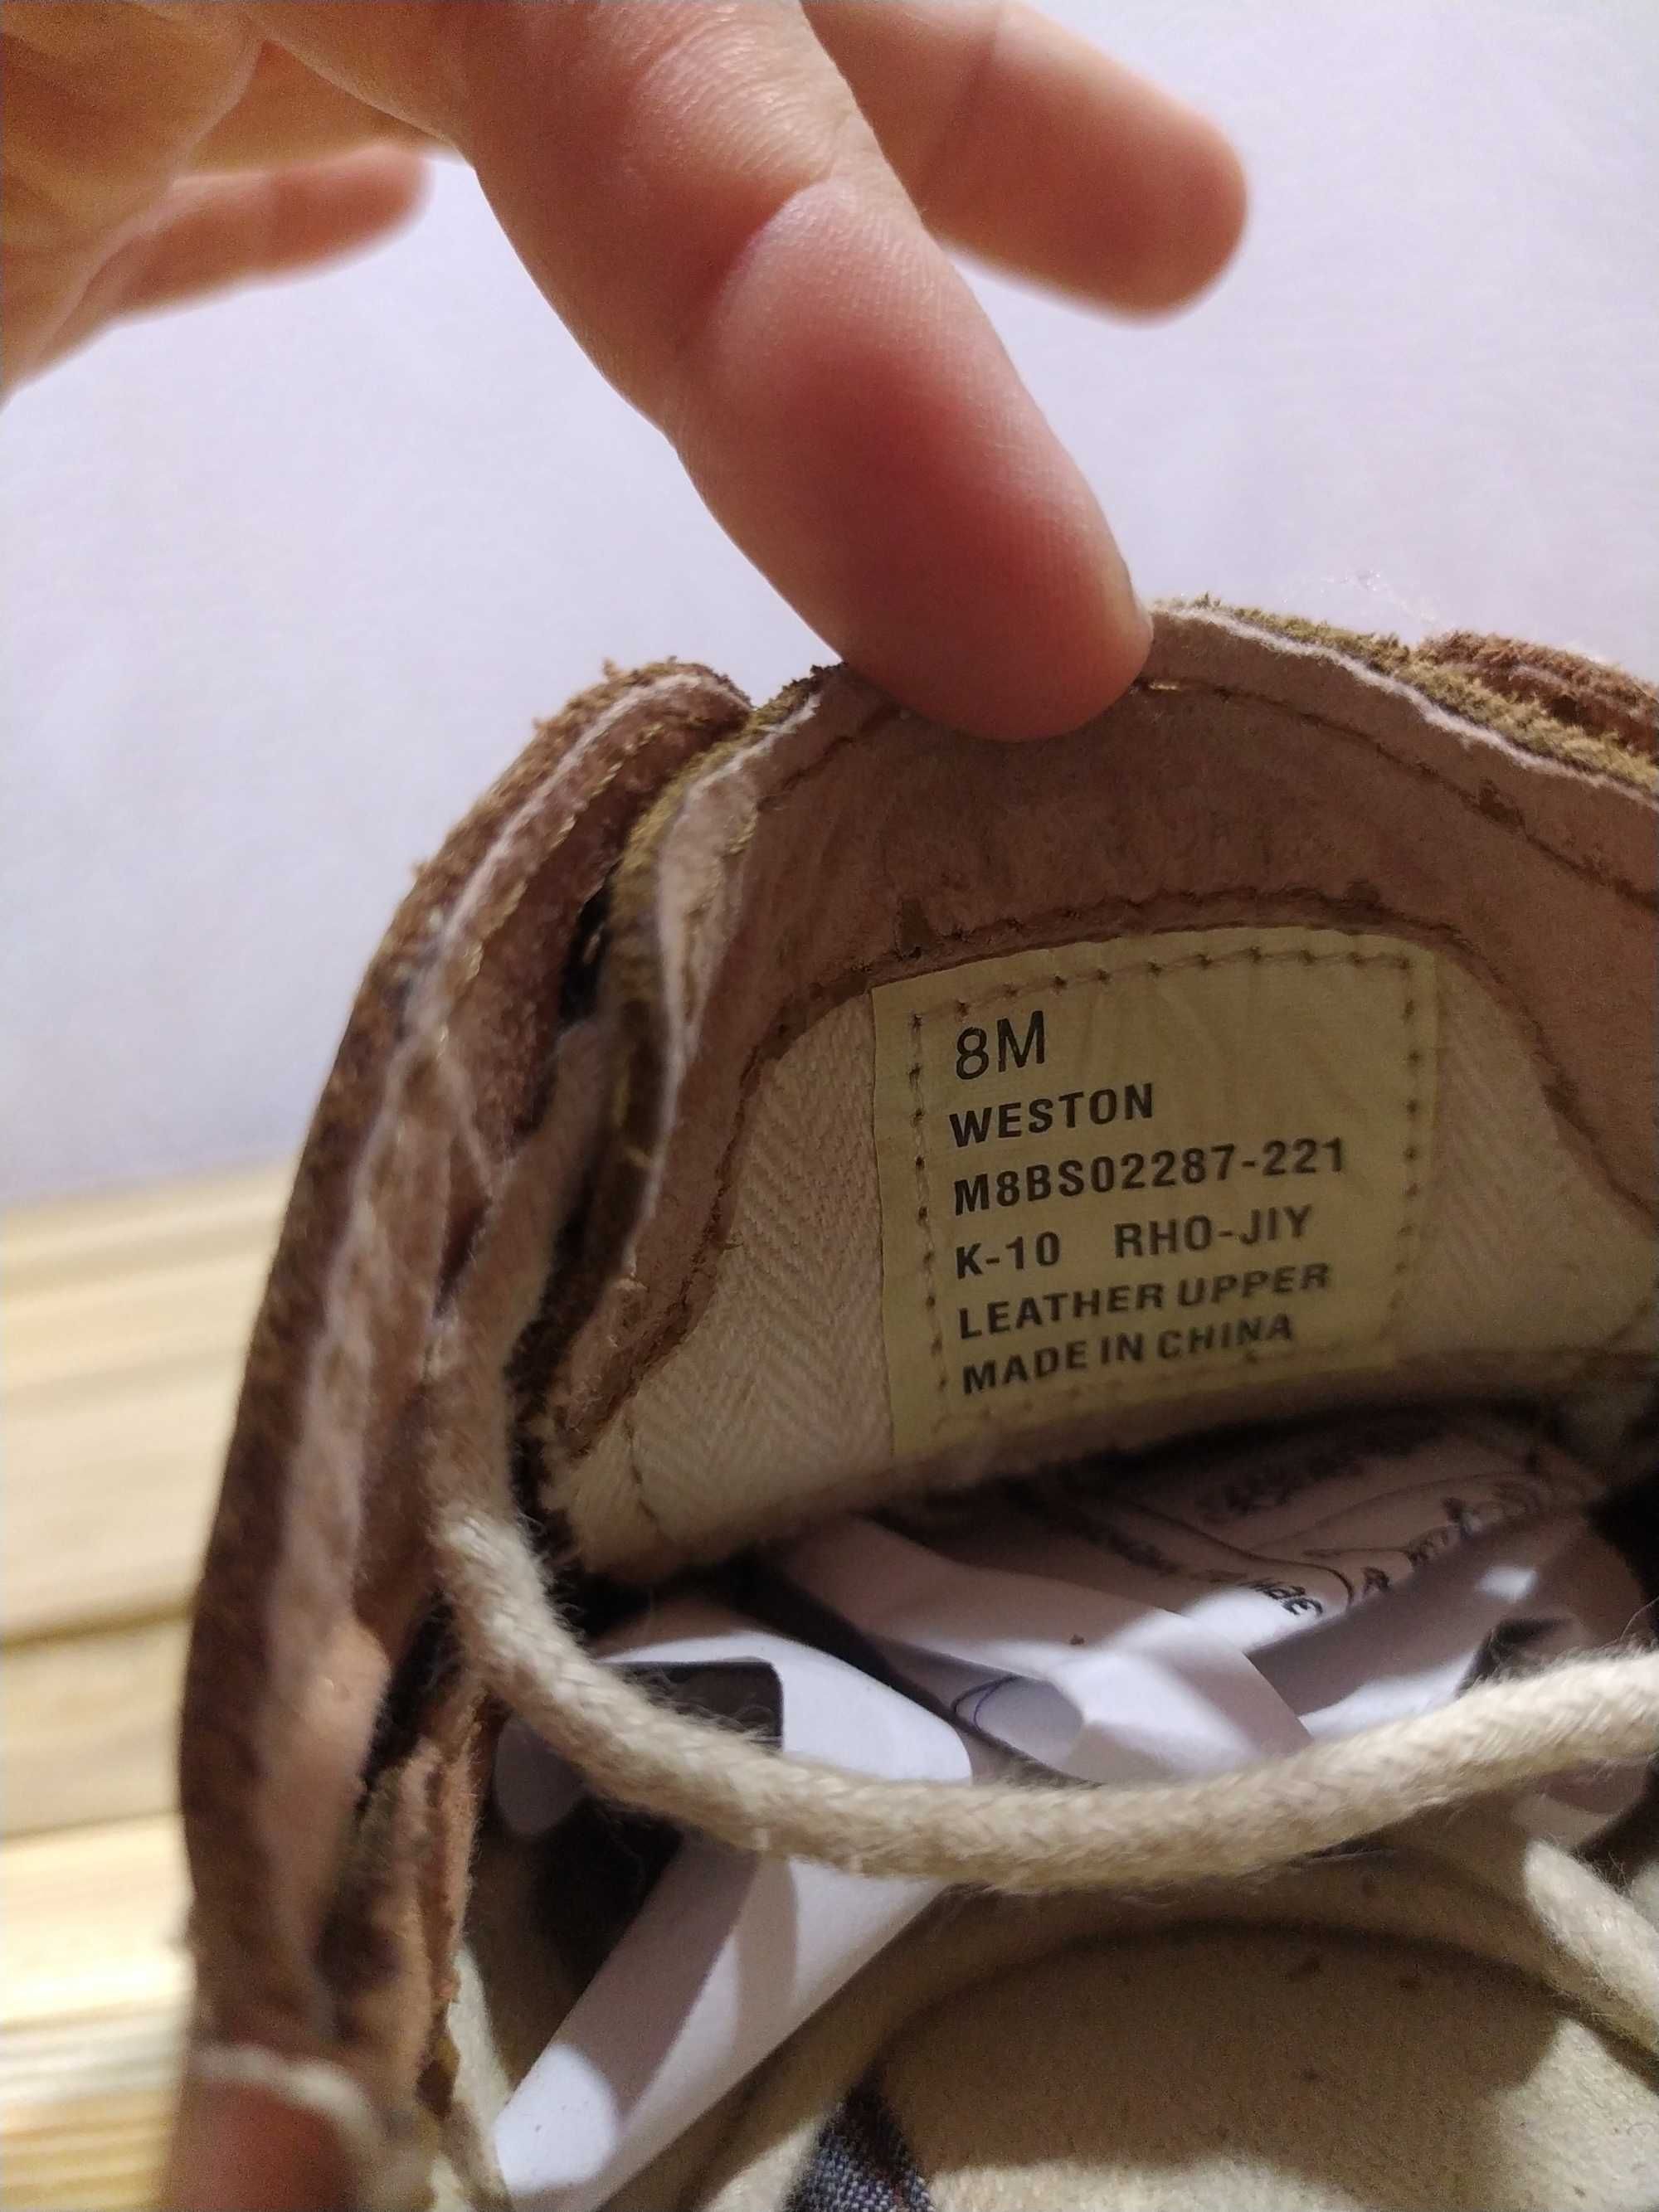 8M
WESTON
M8BS02287-221
K-10 RHO-JIY
LEATHER UPPER
MADE IN CHINA